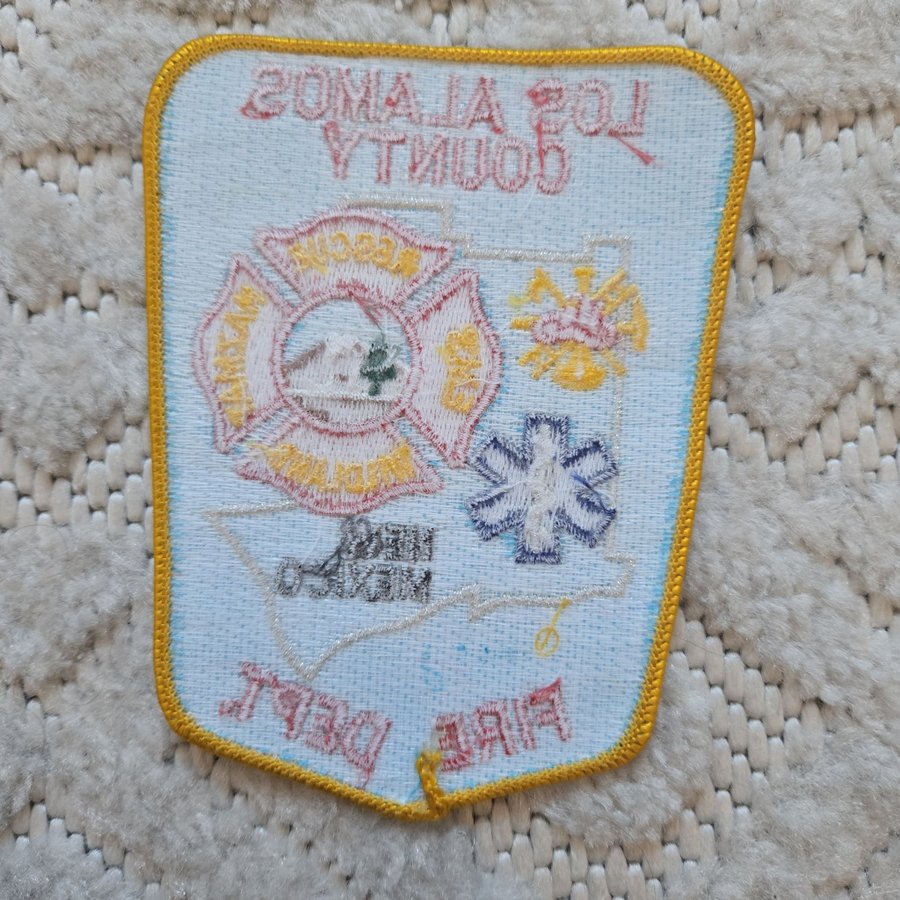 LOS ALAMOS
COUNTY
RESCUE
EMS
HAZMAT
WILDLAND
NEW
MEXICO
FIRE DEPT.